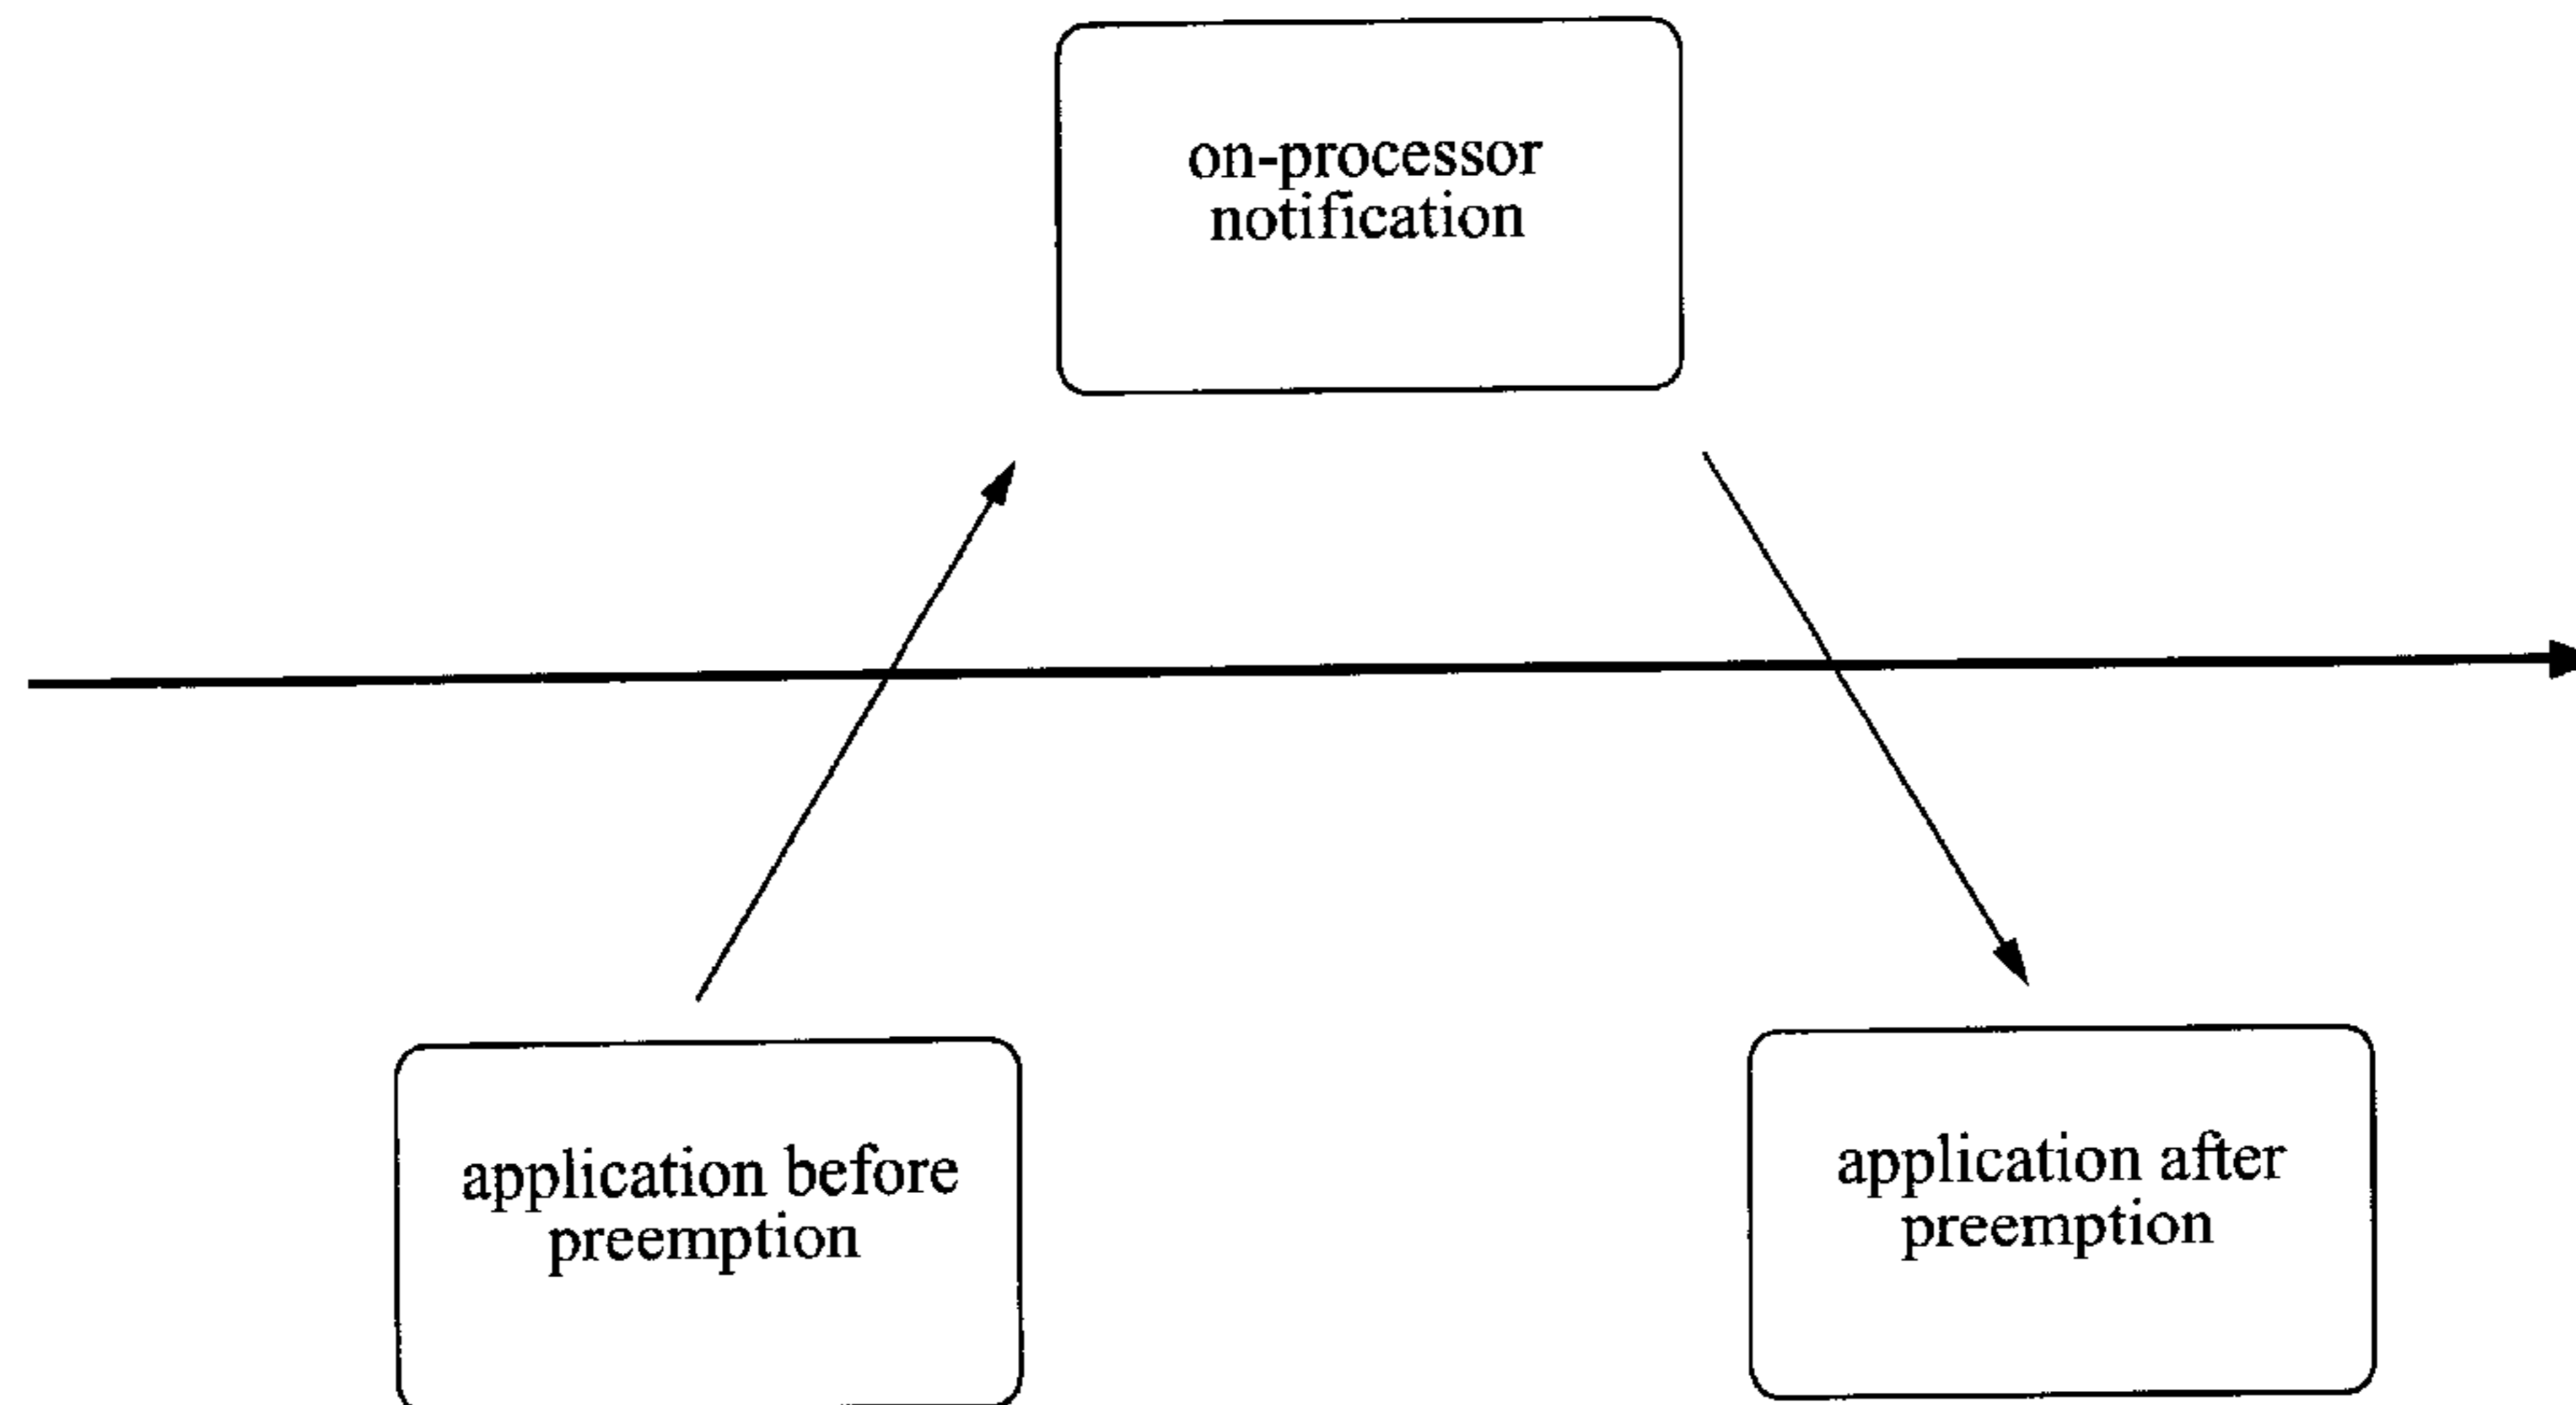 on-processor
notification
application before
preemption
application after
preemption